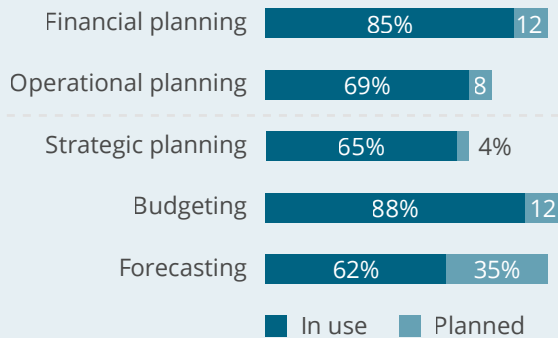 Financial planning 85% 12
Operational planning 69% 8
Strategic planning 65% 4%
Budgeting 88% 12
Forecasting 62% 35%
In use Planned